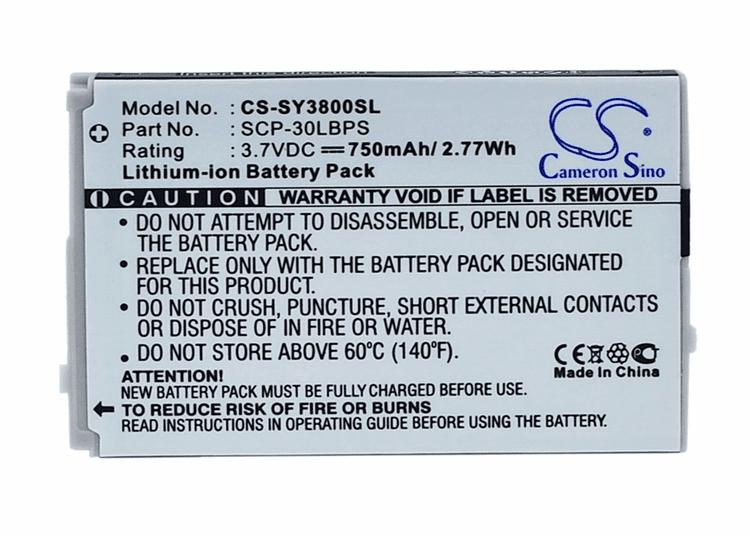 Model No. : CS-SY3800SL
Part No. : SCP-30LBPS
Rating : 3.7VDC ⎓750mAh/ 2.77Wh
Lithium-ion Battery Pack
CS
Cameron Sino
CAUTION WARRANTY VOID IF LABEL IS REMOVED
• DO NOT ATTEMPT TO DISASSEMBLE, OPEN OR SERVICE
THE BATTERY PACK.
• REPLACE ONLY WITH THE BATTERY PACK DESIGNATED
FOR THIS DEVICE.
• DO NOT CRUSH, PUNCTURE, SHORT EXTERNAL CONTACTS
OR DISPOSE OF IN FIRE OR WATER.
• DO NOT STORE ABOVE 60°C (140°F).
CE
Made In China
ATTENTION!
NEW BATTERY PACK MUST BE FULLY CHARGED BEFORE USE
TO REDUCE RISK OF FIRE OR BURNS
READ INSTRUCTIONS IN OPERATING GUIDE BEFORE USING BATTERY.